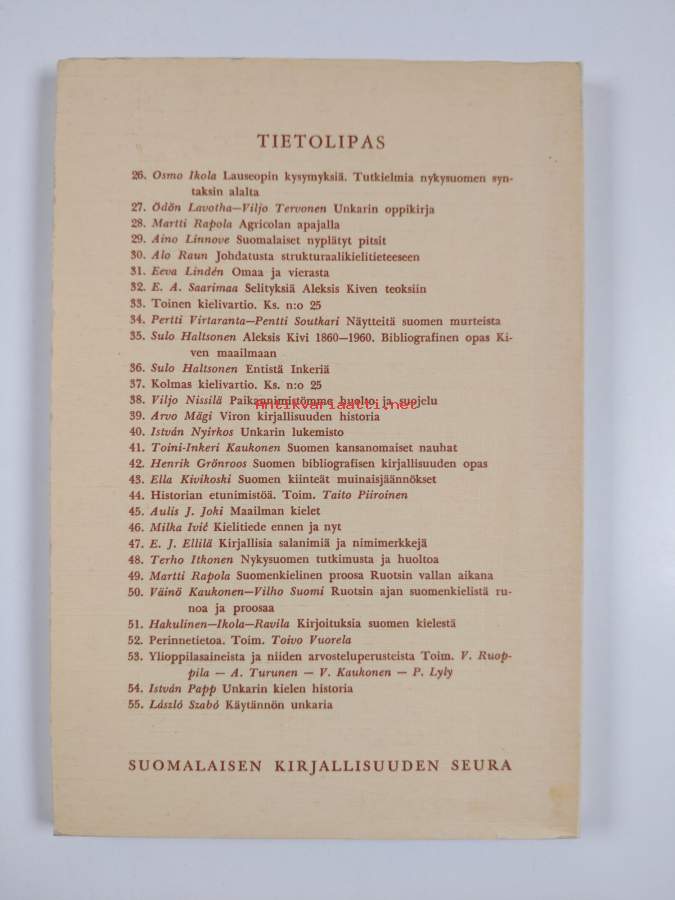 TIETOLIPAS
26. Osmo Ikola Lauseopin kysymyksiä. Tutkielmia nykysuomen syn-
taksin alalta
27. Ödön Lavotha—Viljo Tervonen Unkarin oppikirja
28. Martti Rapola Agricolan apajalla
29. Aino Linnove Suomalaiset nyplätyt pitsit
30. Alo Raun Johdatusta strukturaalikielitieteeseen
31. Eeva Lindén Omaa ja vierasta
32. E. A. Saarimaa Selityksiä Aleksis Kiven teoksiin
33. Toinen kielivartio. Ks. n:o 25
34. Pertti Virtaranta—Pentti Soutkari Näytteitä suomen murteista
35. Sulo Haltsonen Aleksis Kivi 1860—1960. Bibliografinen opas Ki-
ven maailmaan
36. Sulo Haltsonen Entistä Inkeriä
37. Kolmas kielivartio. Ks. n:o 25
38. Viljo Nissilä Paikannimistömme huolto ja suojelu
Antikvariaatti.net
39. Arvo Mägi Viron kirjallisuuden historia
40. István Nyirkos Unkarin lukemisto
41. Toini-Inkeri Kaukonen Suomen kansanomaiset nauhat
42. Henrik Grönroos Suomen bibliografisen kirjallisuuden opas
43. Ella Kivikoski Suomen kiinteät muinaisjäännökset
44. Historian etunimistöä. Toim. Taito Piiroinen
45. Aulis J. Joki Maailman kielet
46. Milka Ivić Kielitiede ennen ja nyt
47. E. J. Ellilä Kirjallisia salanimiä ja nimimerkkejä
48. Terho Itkonen Nykysuomen tutkimusta ja huoltoa
49. Martti Rapola Suomenkielinen proosa Ruotsin vallan aikana
50. Väinö Kaukonen—Vilho Suomi Ruotsin ajan suomenkielistä ru-
noa ja proosaa
51. Hakulinen—Ikola—Ravila Kirjoituksia suomen kielestä
52. Perinnetietoa. Toim. Toivo Vuorela
53. Ylioppilasaineista ja niiden arvosteluperusteista Toim. V. Ruop-
pila — A. Turunen — V. Kaukonen — P. Lyly
54. István Papp Unkarin kielen historia
55. László Szabó Käytännön unkaria
SUOMALAISEN KIRJALLISUUDEN SEURA